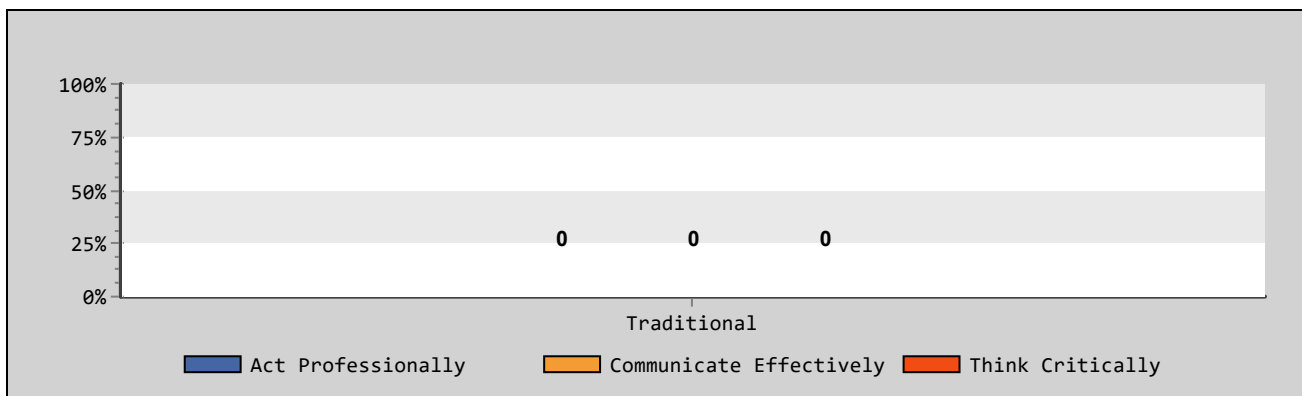 100%
75%
50%
25%
0%
0 0 0
Traditional
Act Professionally Communicate Effectively Think Critically